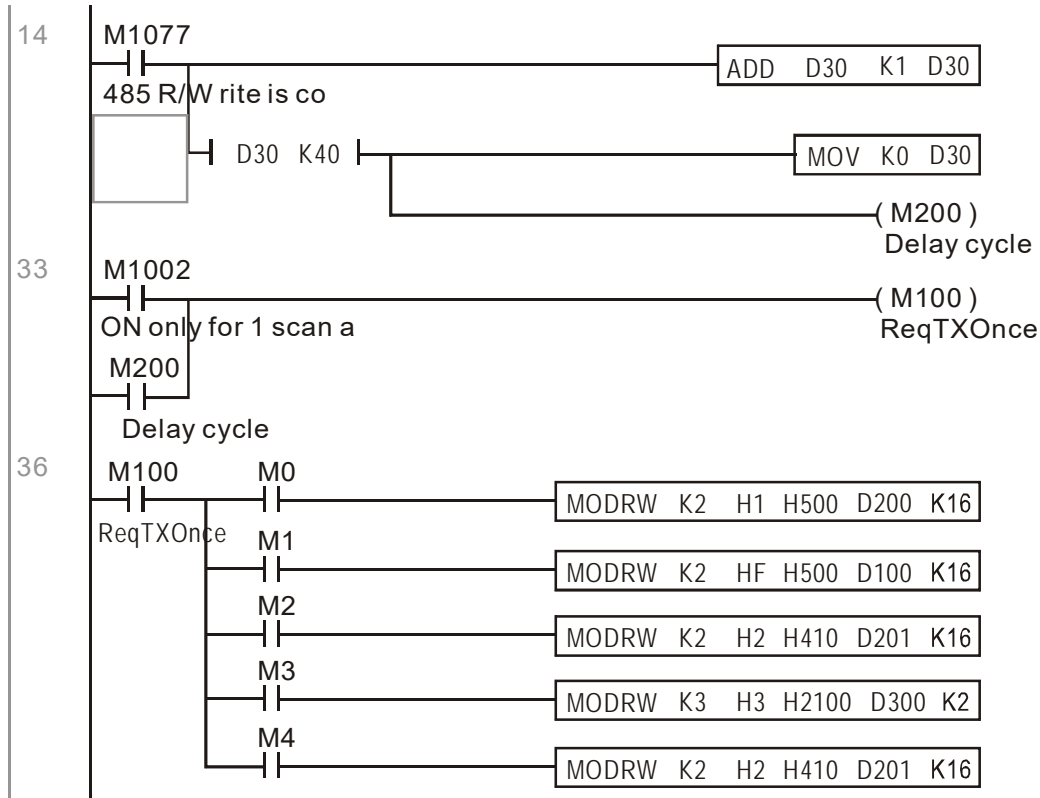 14
M1077
ADD D30 K1 D30
485 R/W rite is co
D30 K40
MOV K0 D30
( M200 )
Delay cycle
33
M1002
( M100 )
ON only for 1 scan a
ReqTXOnce
M200
Delay cycle
36
M100 M0
MODRW K2 H1 H500 D200 K16
ReqTXOnce
M1
MODRW K2 HF H500 D100 K16
M2
MODRW K2 H2 H410 D201 K16
M3
MODRW K3 H3 H2100 D300 K2
M4
MODRW K2 H2 H410 D201 K16